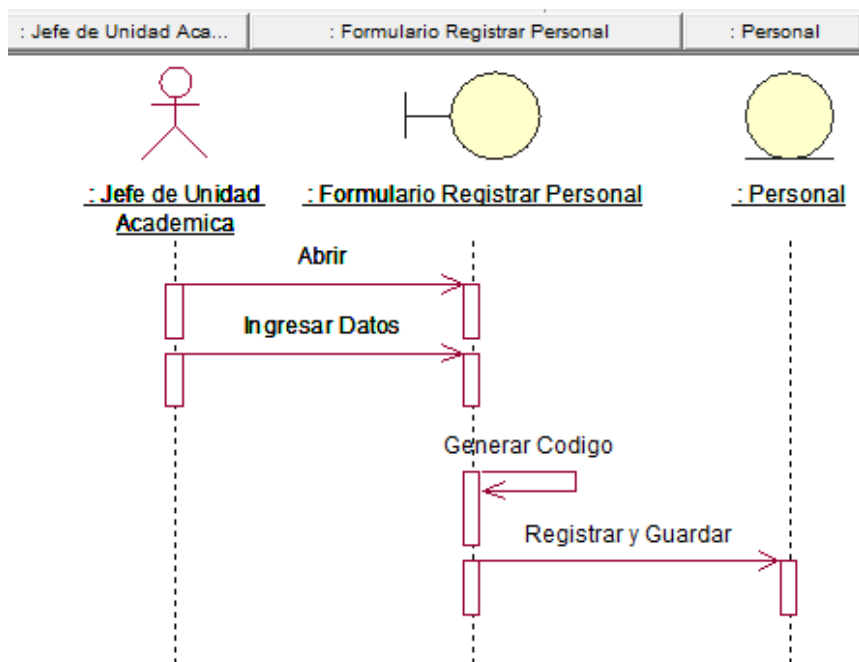 : Jefe de Unidad Aca...
: Formulario Registrar Personal
: Personal
: Jefe de Unidad
Academica
: Formulario Registrar Personal
: Personal
Abrir
Ingresar Datos
Generar Codigo
Registrar y Guardar